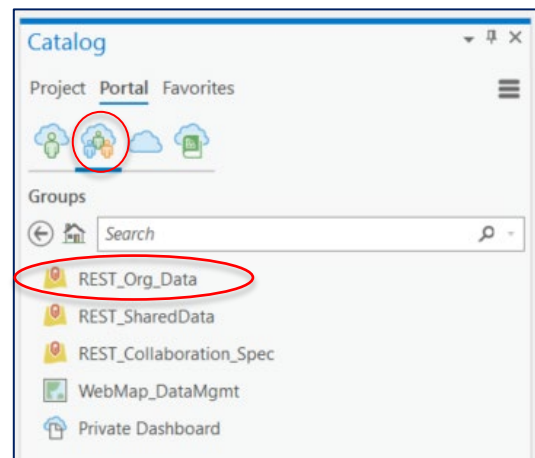 Catalog
Project Portal Favorites
Groups
Search
REST_Org_Data
REST_SharedData
REST_Collaboration_Spec
WebMap_DataMgmt
Private Dashboard